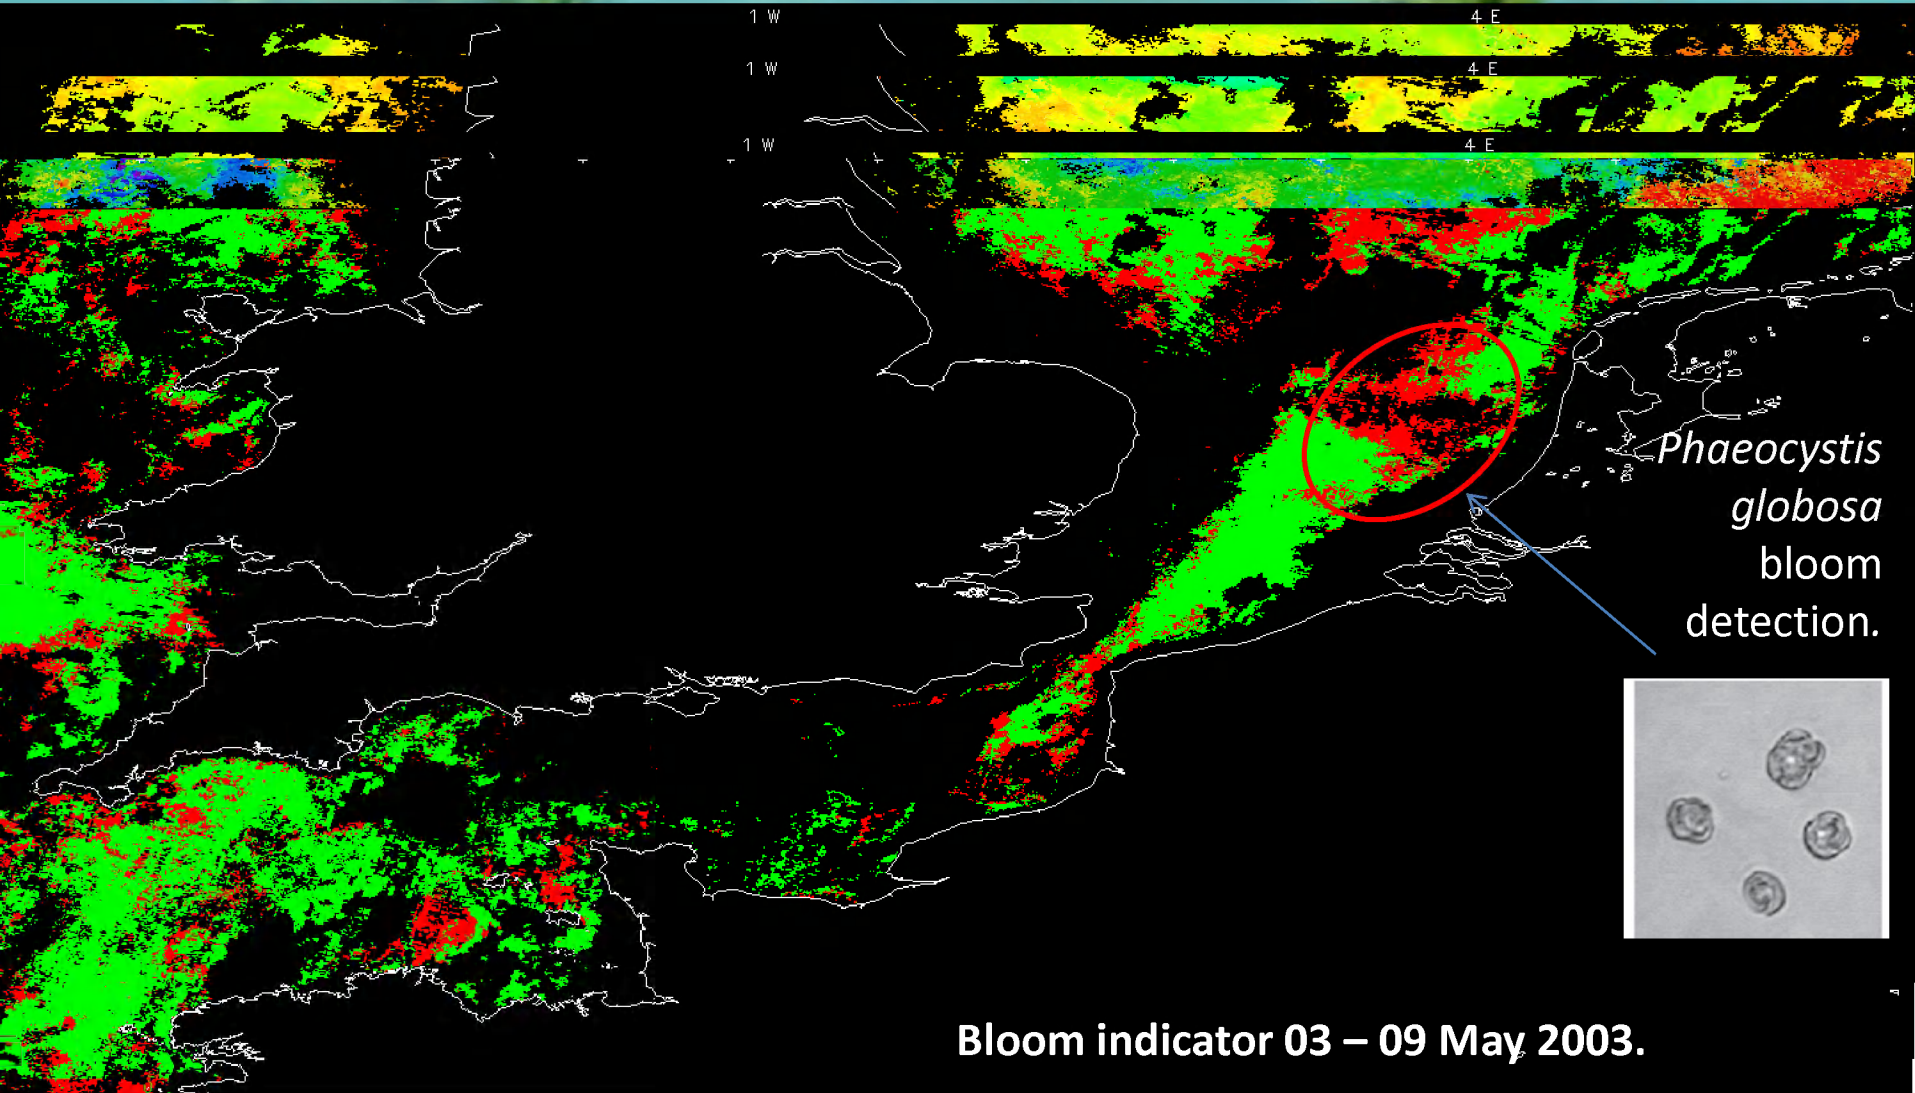 1 W 4 E
1 W 4 E
1 W 4 E
Phaeocystis
globosa
bloom
detection.
Bloom indicator 03 – 09 May 2003.